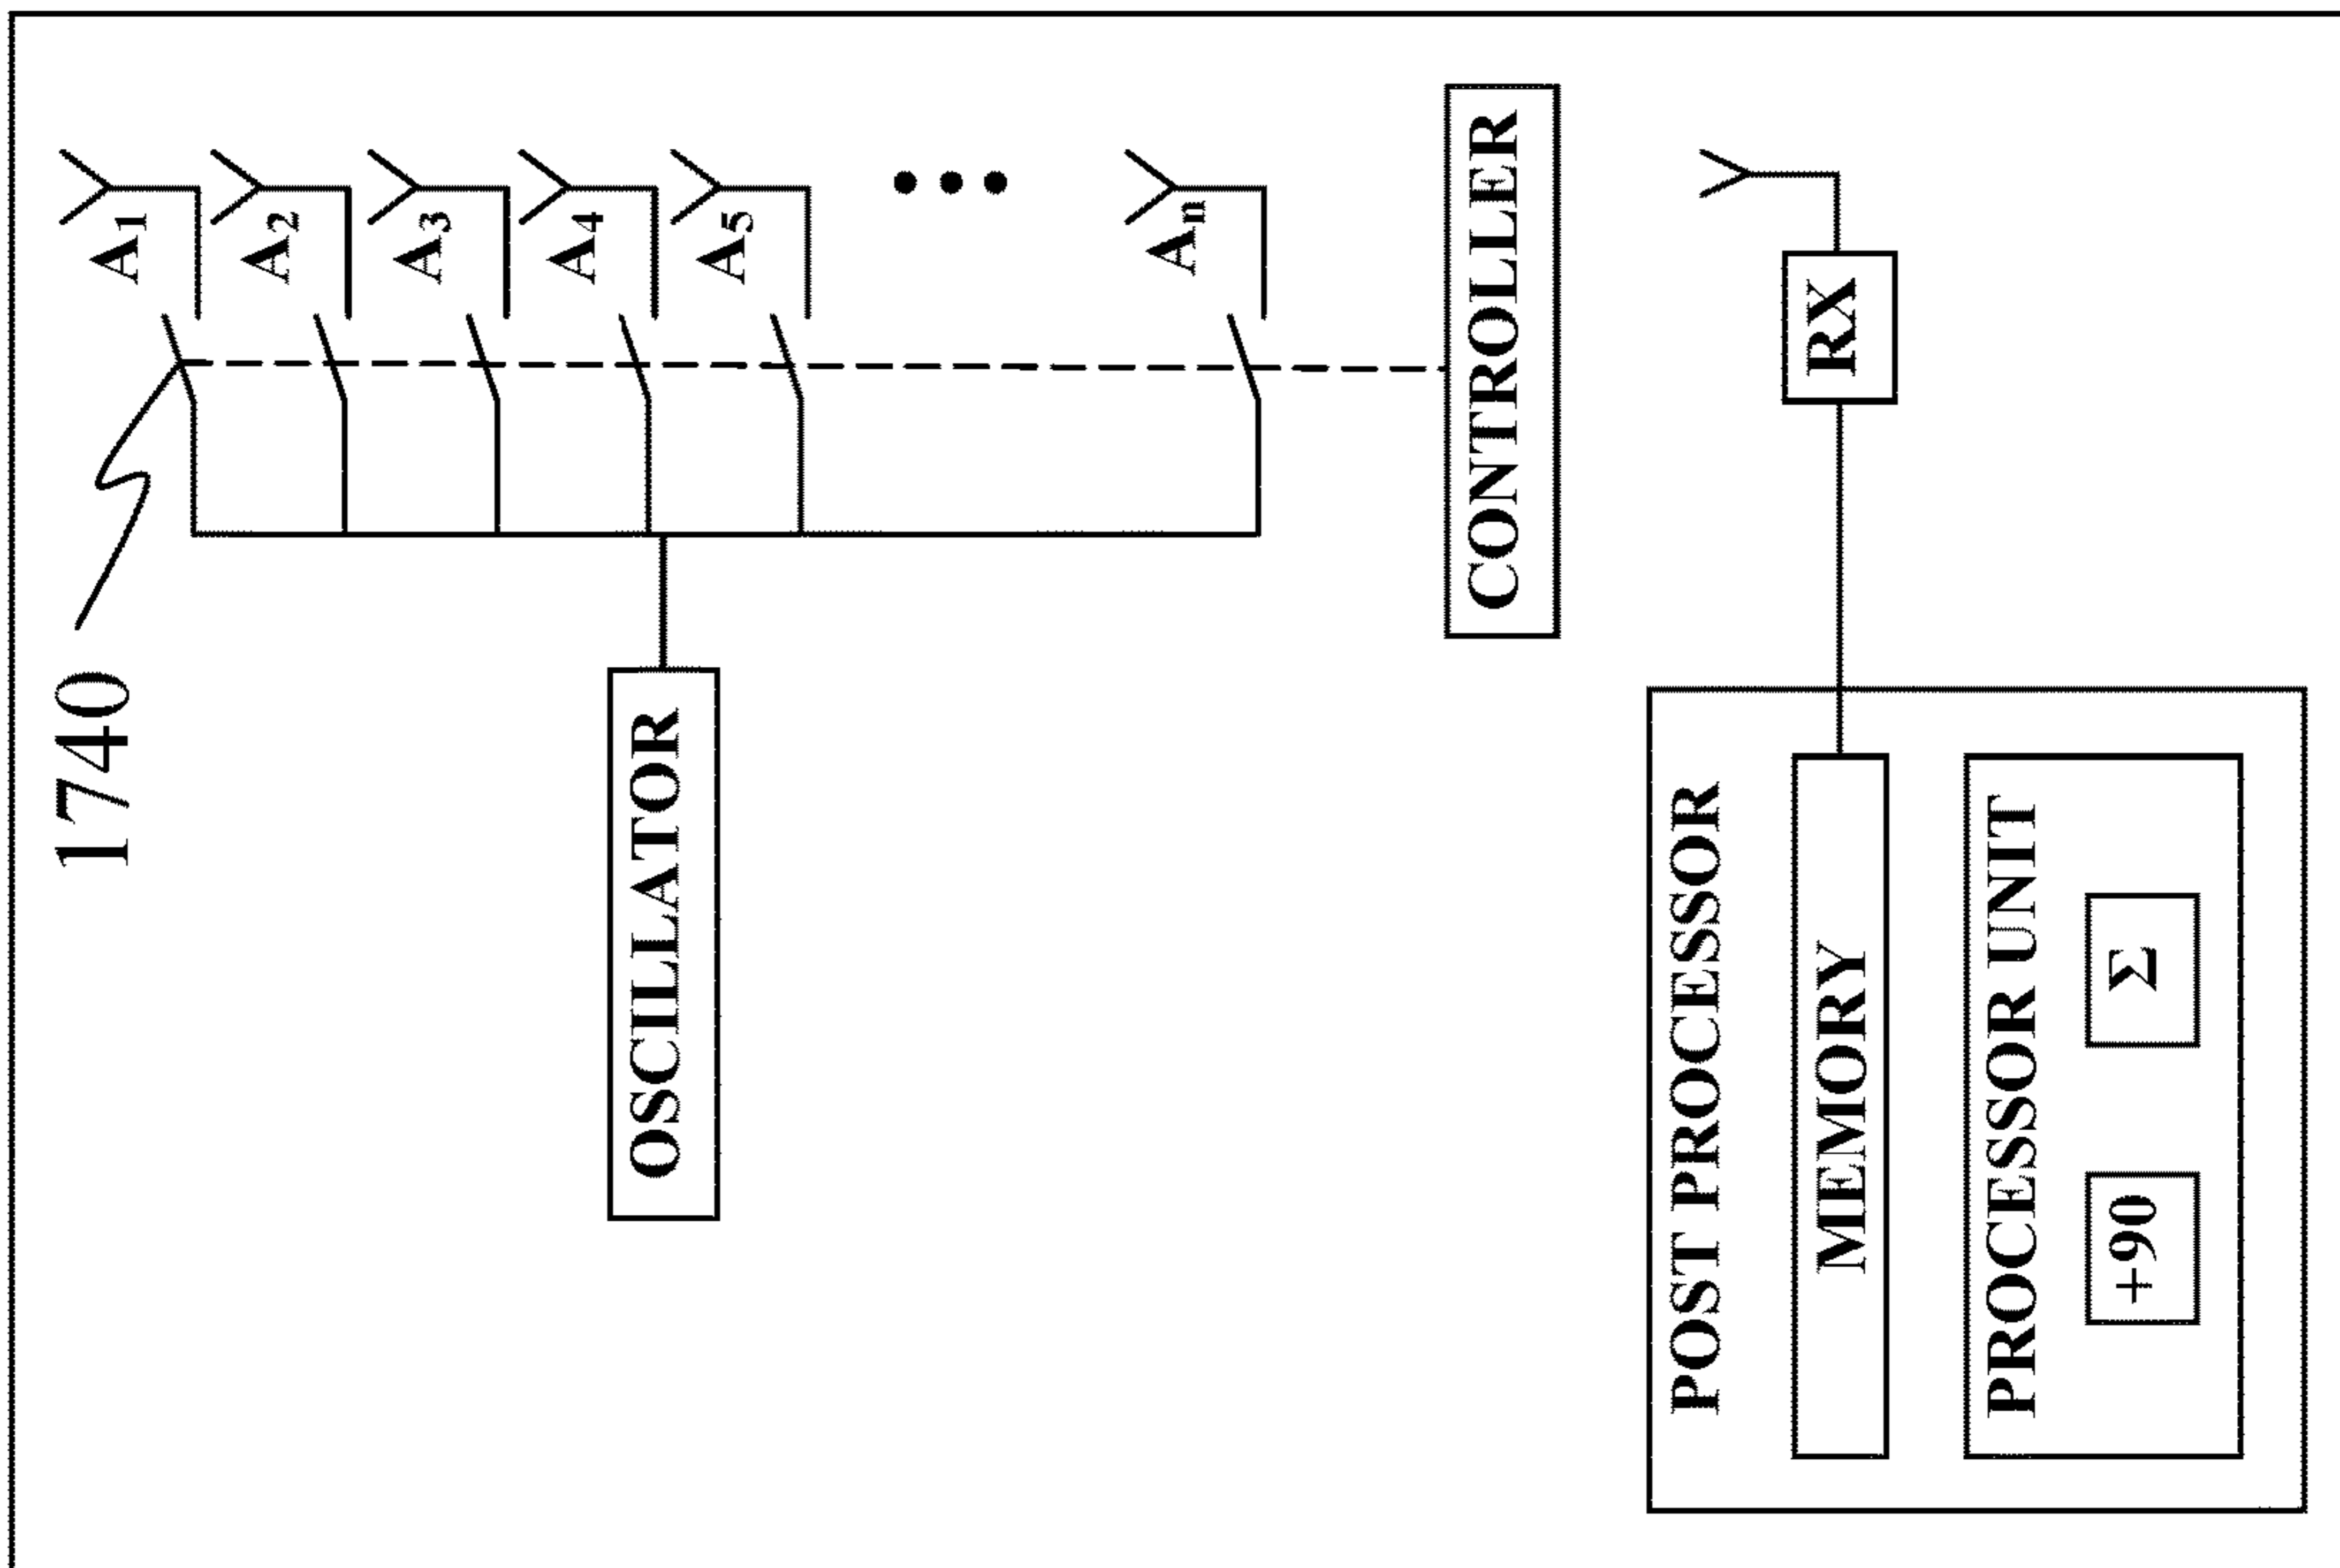 1740
A1
A2
A3
A4
A5
An
OSCILLATOR
CONTROLLER
RX
POST PROCESSOR
MEMORY
PROCESSOR UNIT
+90
Σ